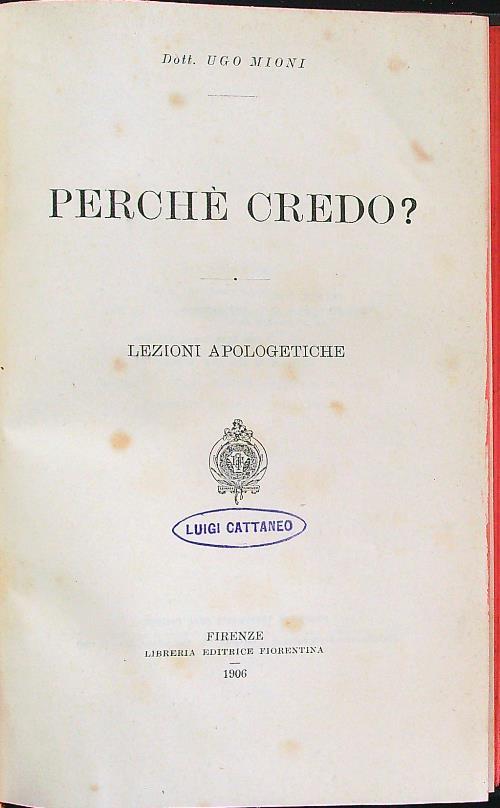 Dott. UGO MIONI
PERCHÈ CREDO?
LEZIONI APOLOGETICHE
LUIGI CATTANEO
FIRENZE
LIBRERIA EDITRICE FIORENTINA
1906